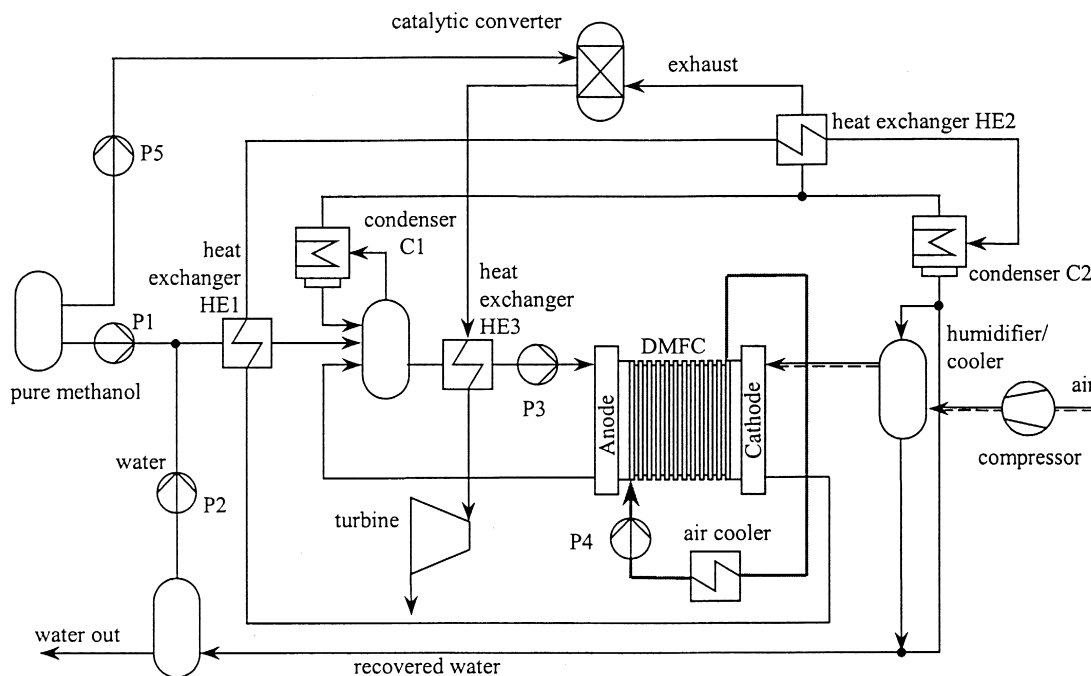 catalytic converter
exhaust
heat exchanger HE2
P5
condenser
C1
heat
exchanger
HE1
heat
exchanger
HE3
condenser C2
P1
DMFC
humidifier/
cooler
pure methanol
P3
Anode
Cathode
air
compressor
water
P2
turbine
P4
air cooler
water out
recovered water